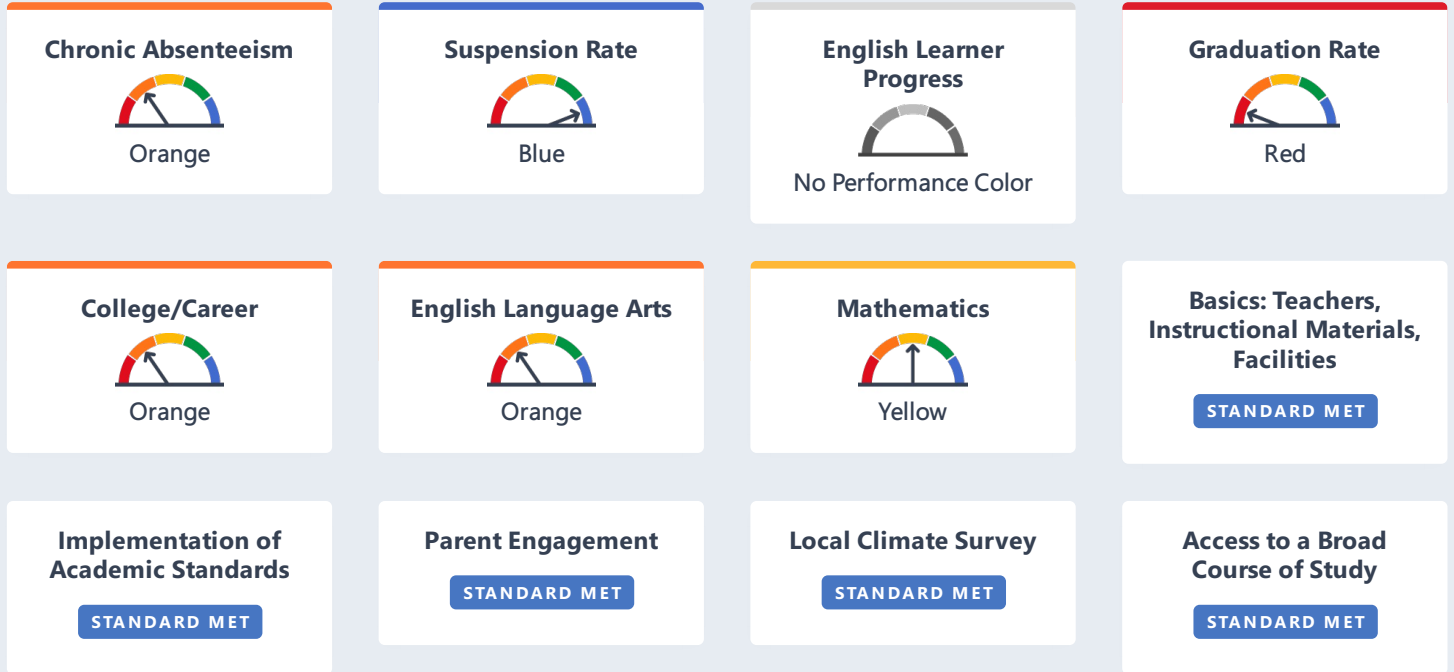 Chronic Absenteeism
Orange
Suspension Rate
Blue
English Learner
Progress
No Performance Color
Graduation Rate
Red
College/Career
Orange
English Language Arts
Orange
Mathematics
Yellow
Basics: Teachers,
Instructional Materials,
Facilities
STANDARD MET
Implementation of
Academic Standards
STANDARD MET
Parent Engagement
STANDARD MET
Local Climate Survey
STANDARD MET
Access to a Broad
Course of Study
STANDARD MET